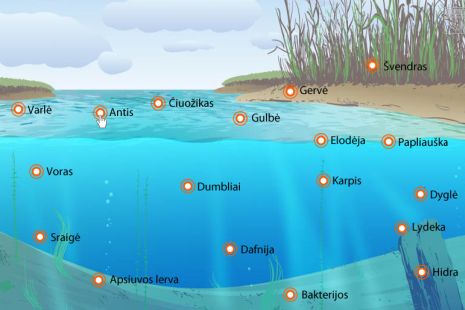 Švendras
Gervė
Čiuožikas
Varlė
Antis
Gulbė
Elodėja
Papliauška
Voras
Karpis
Dumbliai
Dyglė
Lydeka
Sraigė
Dafnija
Hidra
Apsiuvos lerva
Bakterijos